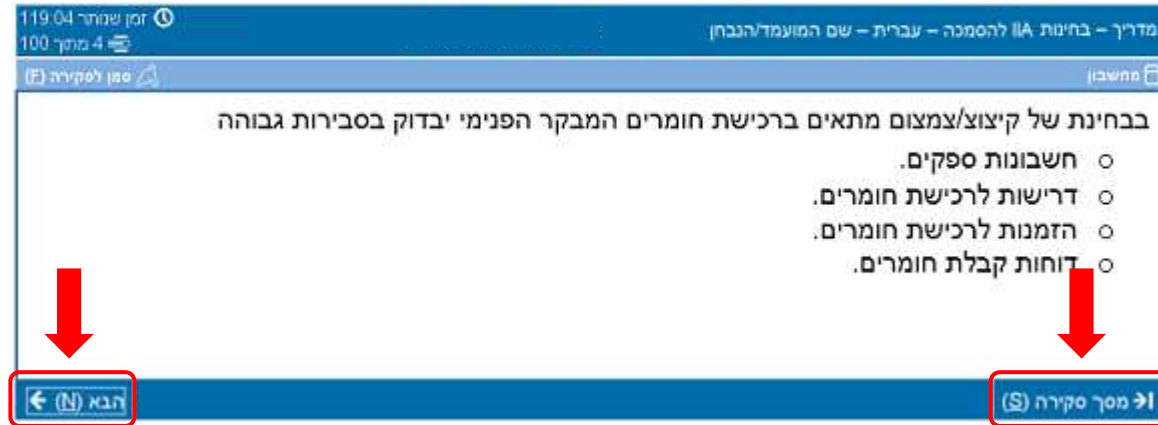 מדריך – בחינות IIA להסמכה – עברית – שם המועמד/הנבחן
זמן שנותר 119:04
4 מתוך 100
מחשבון
סמן לסקירה (F)
בבחינת של קיצוצ/צמצום מתאים ברכישת חומרים המבקר הפנימי יבדוק בסבירות גבוהה
חשבונות ספקים.
דרישות לרכישת חומרים.
הזמנות לרכישת חומרים.
דוחות קבלת חומרים.
מסך סקירה (S)
הבא (N)